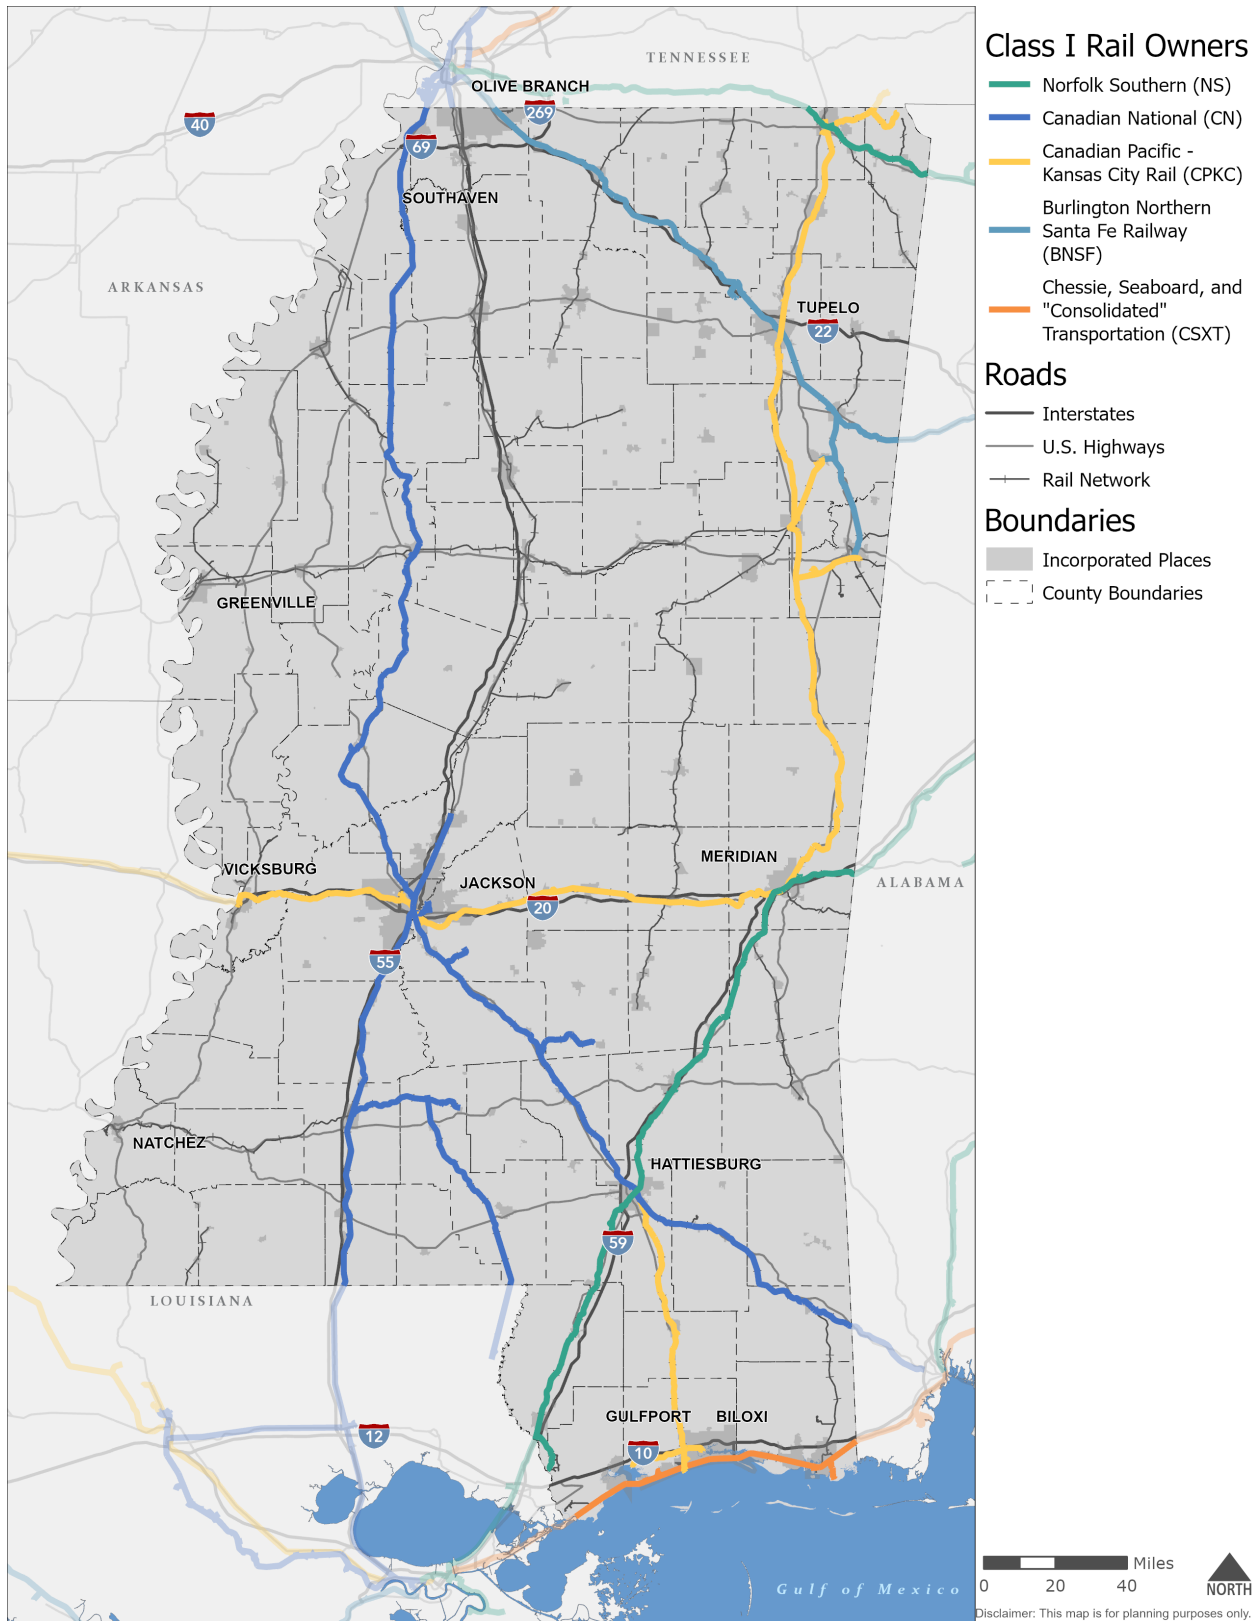 TENNESSEE
OLIVE BRANCH
269
40
69
SOUTHAVEN
ARKANSAS
TUPELO
22
GREENVILLE
VICKSBURG
MERIDIAN
JACKSON
ALABAMA
20
55
NATCHEZ
HATTIESBURG
59
LOUISIANA
GULFPORT
BILOXI
12
10
Gulf of Mexico
Class I Rail Owners
Norfolk Southern (NS)
Canadian National (CN)
Canadian Pacific -
Kansas City Rail (CPKC)
Burlington Northern
Santa Fe Railway
(BNSF)
Chessie, Seaboard, and
"Consolidated"
Transportation (CSXT)
Roads
Interstates
U.S. Highways
Rail Network
Boundaries
Incorporated Places
County Boundaries
Miles
0 20 40
NORTH
Disclaimer: This map is for planning purposes only.